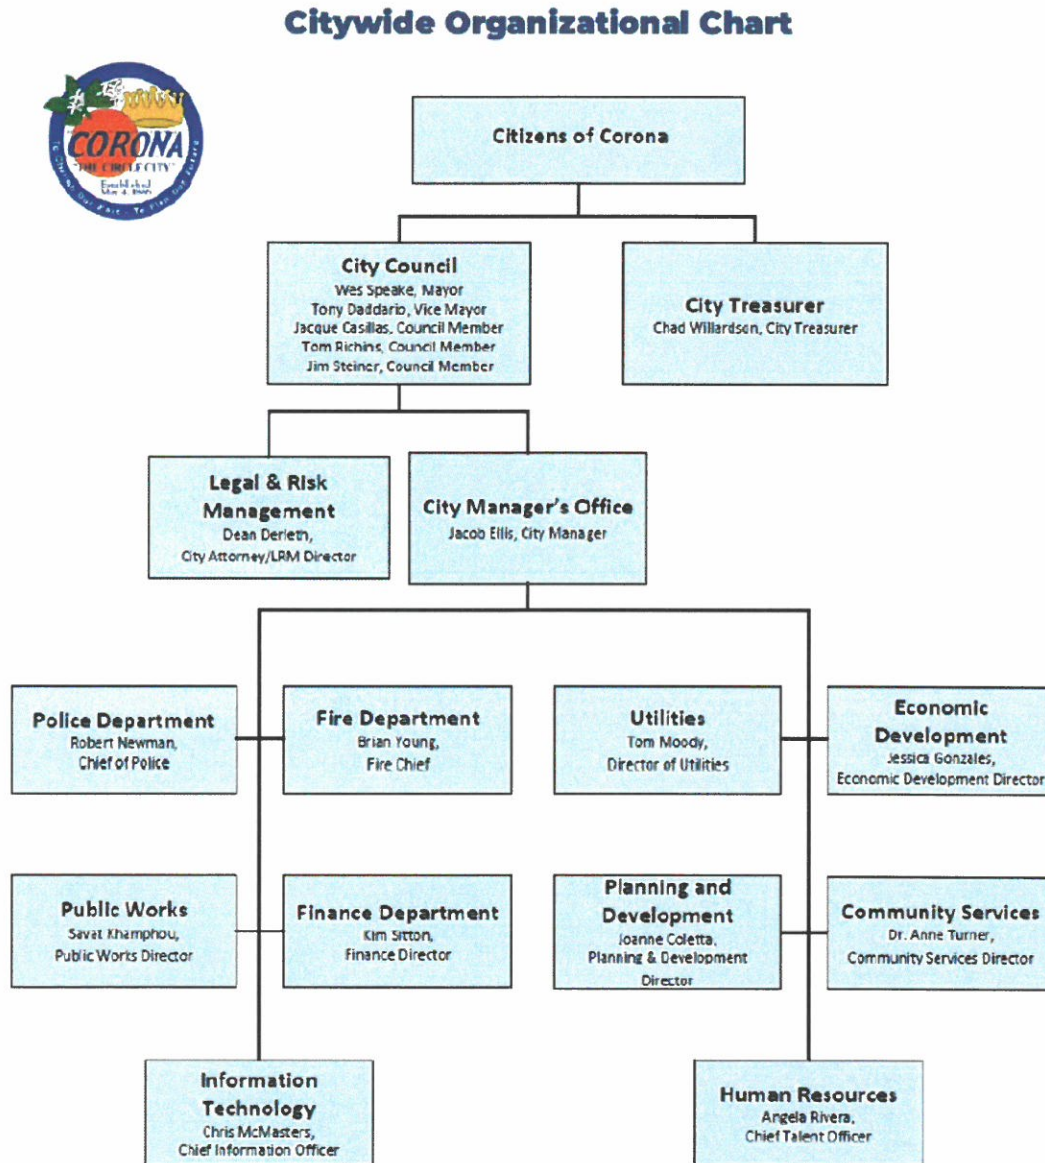 Citywide Organizational Chart
CORONA
"THE CIRCLE CITY"
Established
May 4, 1886
Citizens of Corona
City Council
Wes Speake, Mayor
Tony Daddario, Vice Mayor
Jacque Casillas, Council Member
Tom Richins, Council Member
Jim Steiner, Council Member
City Treasurer
Chad Willardson, City Treasurer
Legal & Risk
Management
Dean Derleth,
City Attorney/LRM Director
City Manager's Office
Jacob Ellis, City Manager
Police Department
Robert Newman,
Chief of Police
Fire Department
Brian Young,
Fire Chief
Utilities
Tom Moody,
Director of Utilities
Economic
Development
Jessica Gonzales,
Economic Development Director
Public Works
Savat Khamphou,
Public Works Director
Finance Department
Kim Sitton,
Finance Director
Planning and
Development
Joanne Coletta,
Planning & Development
Director
Community Services
Dr. Anne Turner,
Community Services Director
Information
Technology
Chris McMasters,
Chief Information Officer
Human Resources
Angela Rivera,
Chief Talent Officer